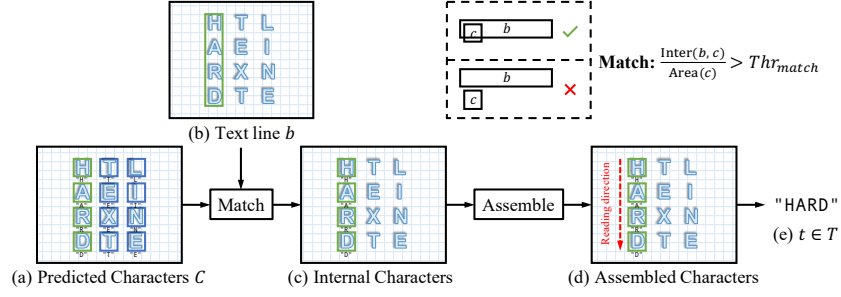 H T L
A E I
R X N
D T E
(b) Text line b
c b
b
c
Match: Inter(b, c) / Area(c) > Thr_match
H T L
"H" "T" "L"
A E I
"A" "E" "I"
R X N
"R" "X" "N"
D T E
"D" "T" "E"
(a) Predicted Characters C
Match
H T L
"H"
A E I
"A"
R X N
"R"
D T E
"D"
(c) Internal Characters
Assemble
Reading direction
H T L
"H"
A E I
"A"
R X N
"R"
D T E
"D"
(d) Assembled Characters
"HARD"
(e) t ∈ T